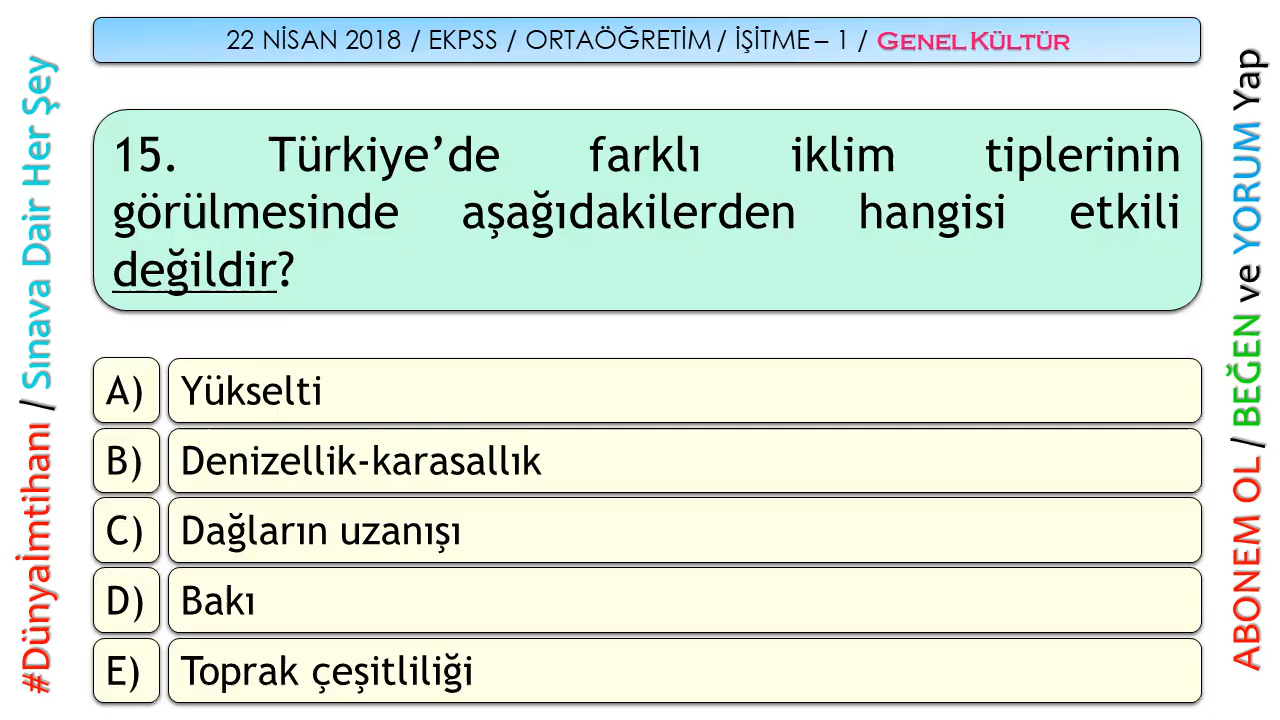 22 NİSAN 2018 / EKPSS / ORTAÖĞRETİM / İŞİTME – 1 / GENEL KÜLTÜR
#Dünyaİmtihanı / Sınava Dair Her Şey
15. Türkiye’de farklı iklim tiplerinin
görülmesinde aşağıdakilerden hangisi etkili
değildir?
A) Yükselti
B) Denizellik-karasallık
C) Dağların uzanışı
D) Bakı
E) Toprak çeşitliliği
ABONEM OL / BEĞEN ve YORUM Yap